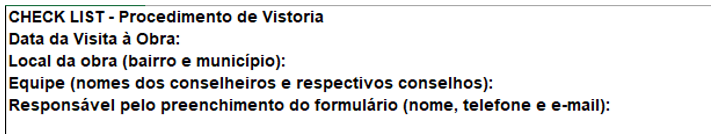 CHECK LIST - Procedimento de Vistoria
Data da Visita à Obra:
Local da obra (bairro e município):
Equipe (nomes dos conselheiros e respectivos conselhos):
Responsável pelo preenchimento do formulário (nome, telefone e e-mail):